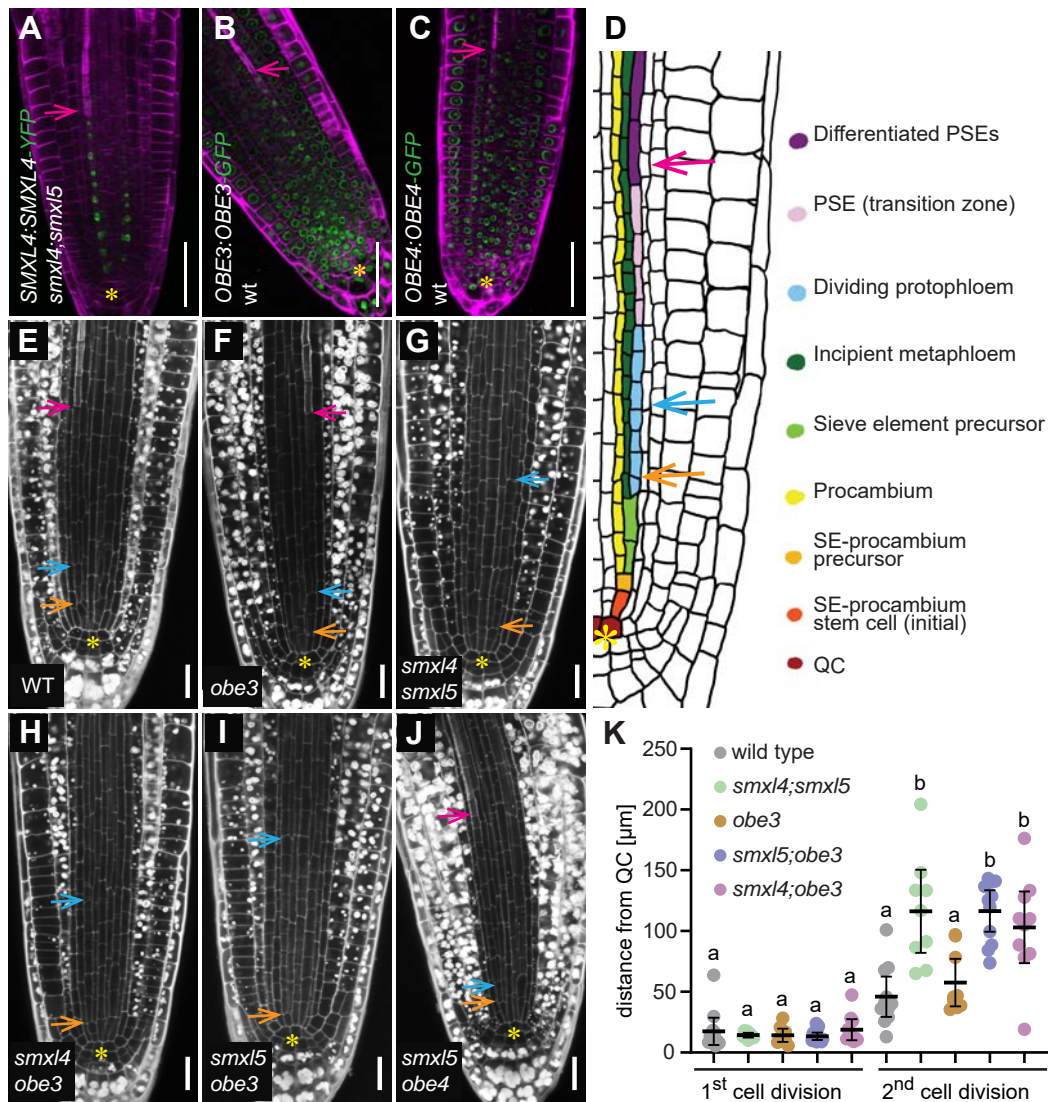 A
SMXL4:SMXL4-YFP
smxl4;smxl5
B
OBE3:OBE3-GFP
wt
C
OBE4:OBE4-GFP
wt
D
Differentiated PSEs
PSE (transition zone)
Dividing protophloem
Incipient metaphloem
Sieve element precursor
Procambium
SE-procambium
precursor
SE-procambium
stem cell (initial)
QC
*
*
*
*
E
WT
*
F
obe3
*
G
smxl4
smxl5
*
H
smxl4
obe3
*
I
smxl5
obe3
*
J
smxl5
obe4
*
K
distance from QC [µm]
250
200
150
100
50
0
wild type
smxl4;smxl5
obe3
smxl5;obe3
smxl4;obe3
a
a
a
a
a
a
b
a
b
b
1st cell division
2nd cell division